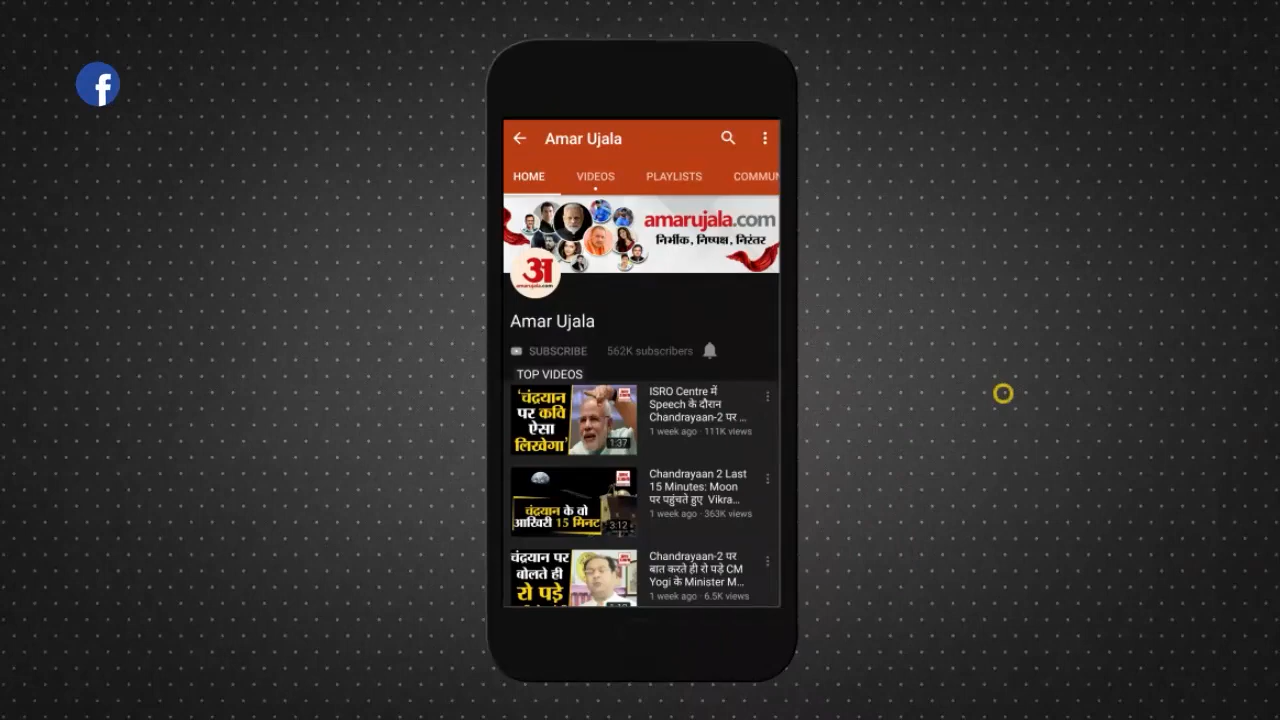 f
Amar Ujala
HOME VIDEOS PLAYLISTS COMMUN
amarujala.com
निर्भीक, निष्पक्ष, निरंतर
अ
amarujala.com
Amar Ujala
SUBSCRIBE 562K subscribers
TOP VIDEOS
'चंद्रयान
पर कवि
ऐसा
लिखेगा'
1:37
ISRO Centre में
Speech के दौरान
Chandrayaan-2 पर ...
1 week ago · 111K views
चंद्रयान के वो
आखिरी 15 मिनट
3:12
Chandrayaan 2 Last
15 Minutes: Moon
पर पहुंचते हुए Vikra...
1 week ago · 363K views
चंद्रयान पर
बोलते ही
रो पड़े
Chandrayaan-2 पर
बात करते ही रो पड़े CM
Yogi के Minister M...
1 week ago · 6.5K views